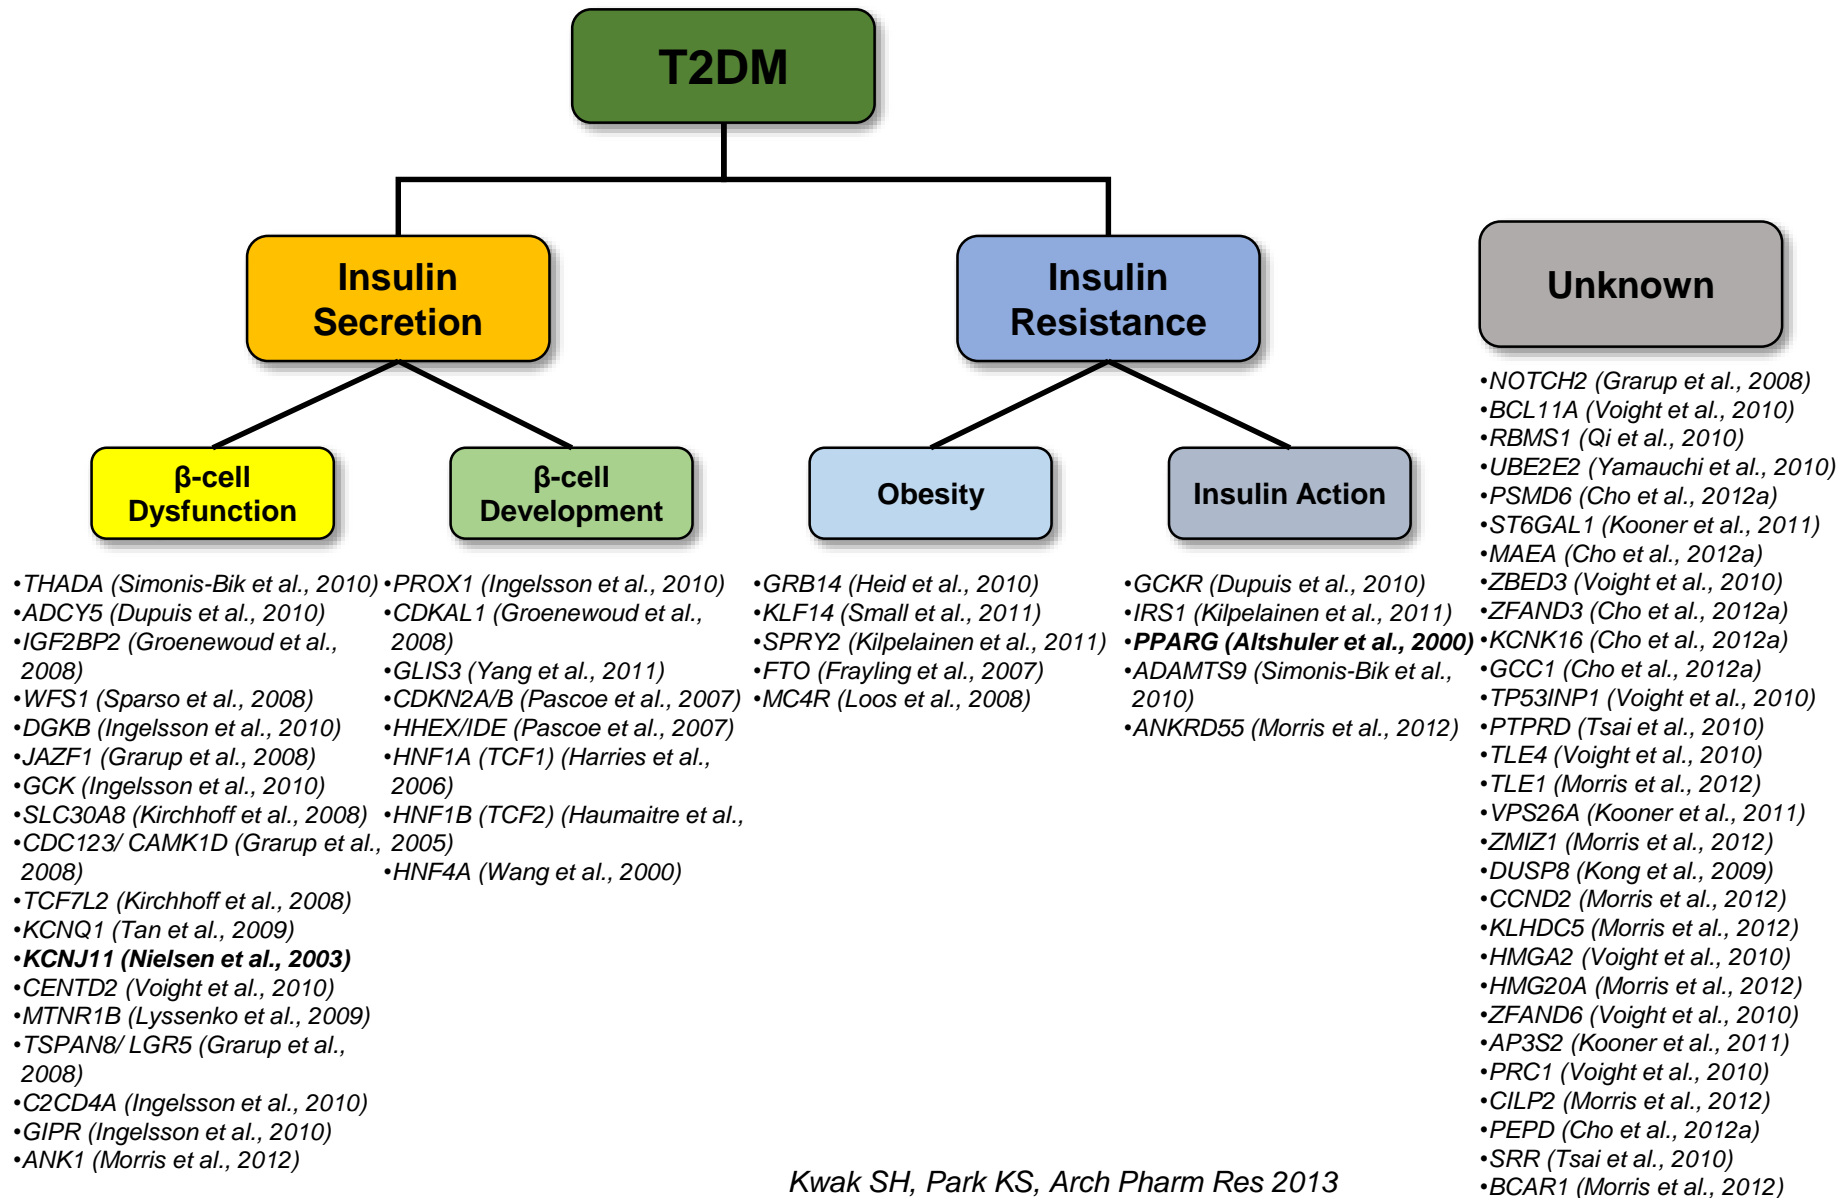 T2DM
Insulin
Secretion
Insulin
Resistance
Unknown
β-cell
Dysfunction
β-cell
Development
Obesity
Insulin Action
•THADA (Simonis-Bik et al., 2010)
•ADCY5 (Dupuis et al., 2010)
•IGF2BP2 (Groenewoud et al.,
2008)
•WFS1 (Sparso et al., 2008)
•DGKB (Ingelsson et al., 2010)
•JAZF1 (Grarup et al., 2008)
•GCK (Ingelsson et al., 2010)
•SLC30A8 (Kirchhoff et al., 2008)
•CDC123/ CAMK1D (Grarup et al.,
2008)
•TCF7L2 (Kirchhoff et al., 2008)
•KCNQ1 (Tan et al., 2009)
•KCNJ11 (Nielsen et al., 2003)
•CENTD2 (Voight et al., 2010)
•MTNR1B (Lyssenko et al., 2009)
•TSPAN8/ LGR5 (Grarup et al.,
2008)
•C2CD4A (Ingelsson et al., 2010)
•GIPR (Ingelsson et al., 2010)
•ANK1 (Morris et al., 2012)
•PROX1 (Ingelsson et al., 2010)
•CDKAL1 (Groenewoud et al.,
2008)
•GLIS3 (Yang et al., 2011)
•CDKN2A/B (Pascoe et al., 2007)
•HHEX/IDE (Pascoe et al., 2007)
•HNF1A (TCF1) (Harries et al.,
2006)
•HNF1B (TCF2) (Haumaitre et al.,
2005)
•HNF4A (Wang et al., 2000)
•GRB14 (Heid et al., 2010)
•KLF14 (Small et al., 2011)
•SPRY2 (Kilpelainen et al., 2011)
•FTO (Frayling et al., 2007)
•MC4R (Loos et al., 2008)
•GCKR (Dupuis et al., 2010)
•IRS1 (Kilpelainen et al., 2011)
•PPARG (Altshuler et al., 2000)
•ADAMTS9 (Simonis-Bik et al.,
2010)
•ANKRD55 (Morris et al., 2012)
•NOTCH2 (Grarup et al., 2008)
•BCL11A (Voight et al., 2010)
•RBMS1 (Qi et al., 2010)
•UBE2E2 (Yamauchi et al., 2010)
•PSMD6 (Cho et al., 2012a)
•ST6GAL1 (Kooner et al., 2011)
•MAEA (Cho et al., 2012a)
•ZBED3 (Voight et al., 2010)
•ZFAND3 (Cho et al., 2012a)
•KCNK16 (Cho et al., 2012a)
•GCC1 (Cho et al., 2012a)
•TP53INP1 (Voight et al., 2010)
•PTPRD (Tsai et al., 2010)
•TLE4 (Voight et al., 2010)
•TLE1 (Morris et al., 2012)
•VPS26A (Kooner et al., 2011)
•ZMIZ1 (Morris et al., 2012)
•DUSP8 (Kong et al., 2009)
•CCND2 (Morris et al., 2012)
•KLHDC5 (Morris et al., 2012)
•HMGA2 (Voight et al., 2010)
•HMG20A (Morris et al., 2012)
•ZFAND6 (Voight et al., 2010)
•AP3S2 (Kooner et al., 2011)
•PRC1 (Voight et al., 2010)
•CILP2 (Morris et al., 2012)
•PEPD (Cho et al., 2012a)
•SRR (Tsai et al., 2010)
•BCAR1 (Morris et al., 2012)
Kwak SH, Park KS, Arch Pharm Res 2013